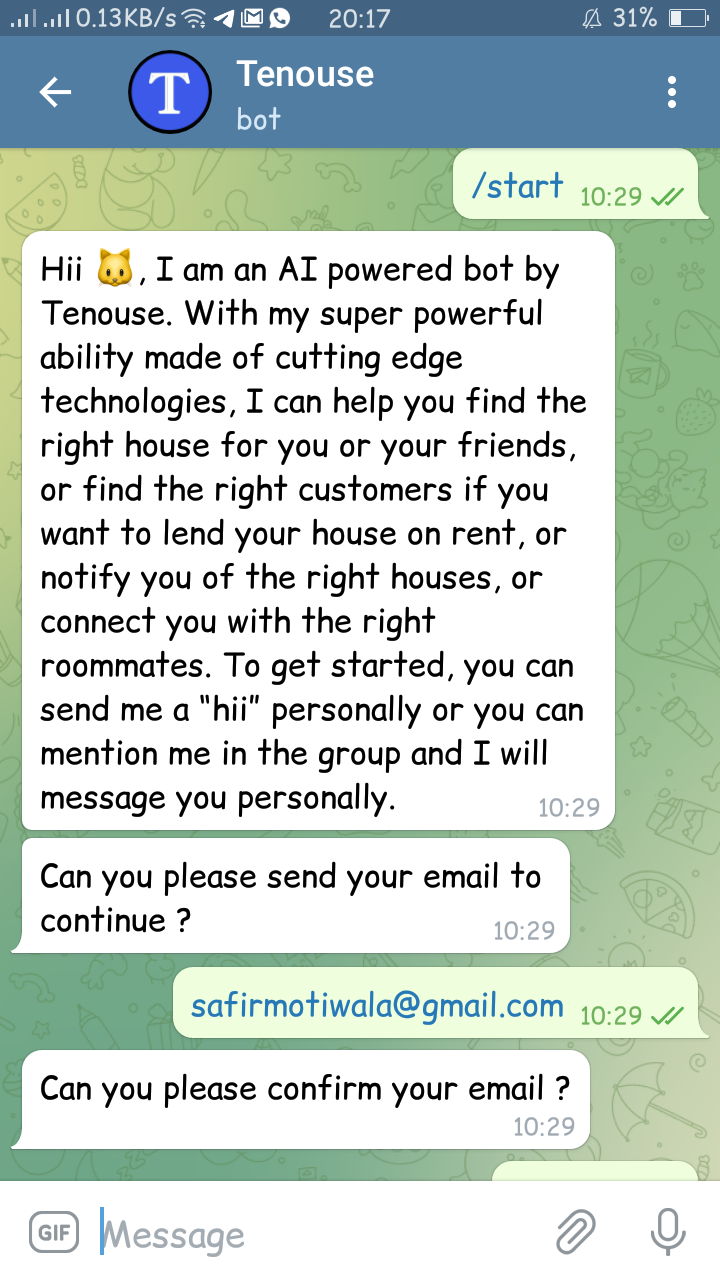 0.13KB/s 20:17 31%
T
Tenouse
bot
/start 10:29
Hii 🐱, I am an AI powered bot by
Tenouse. With my super powerful
ability made of cutting edge
technologies, I can help you find the
right house for you or your friends,
or find the right customers if you
want to lend your house on rent, or
notify you of the right houses, or
connect you with the right
roommates. To get started, you can
send me a “hii” personally or you can
mention me in the group and I will
message you personally. 10:29
Can you please send your email to
continue ? 10:29
safirmotiwala@gmail.com 10:29
Can you please confirm your email ?
10:29
GIF Message